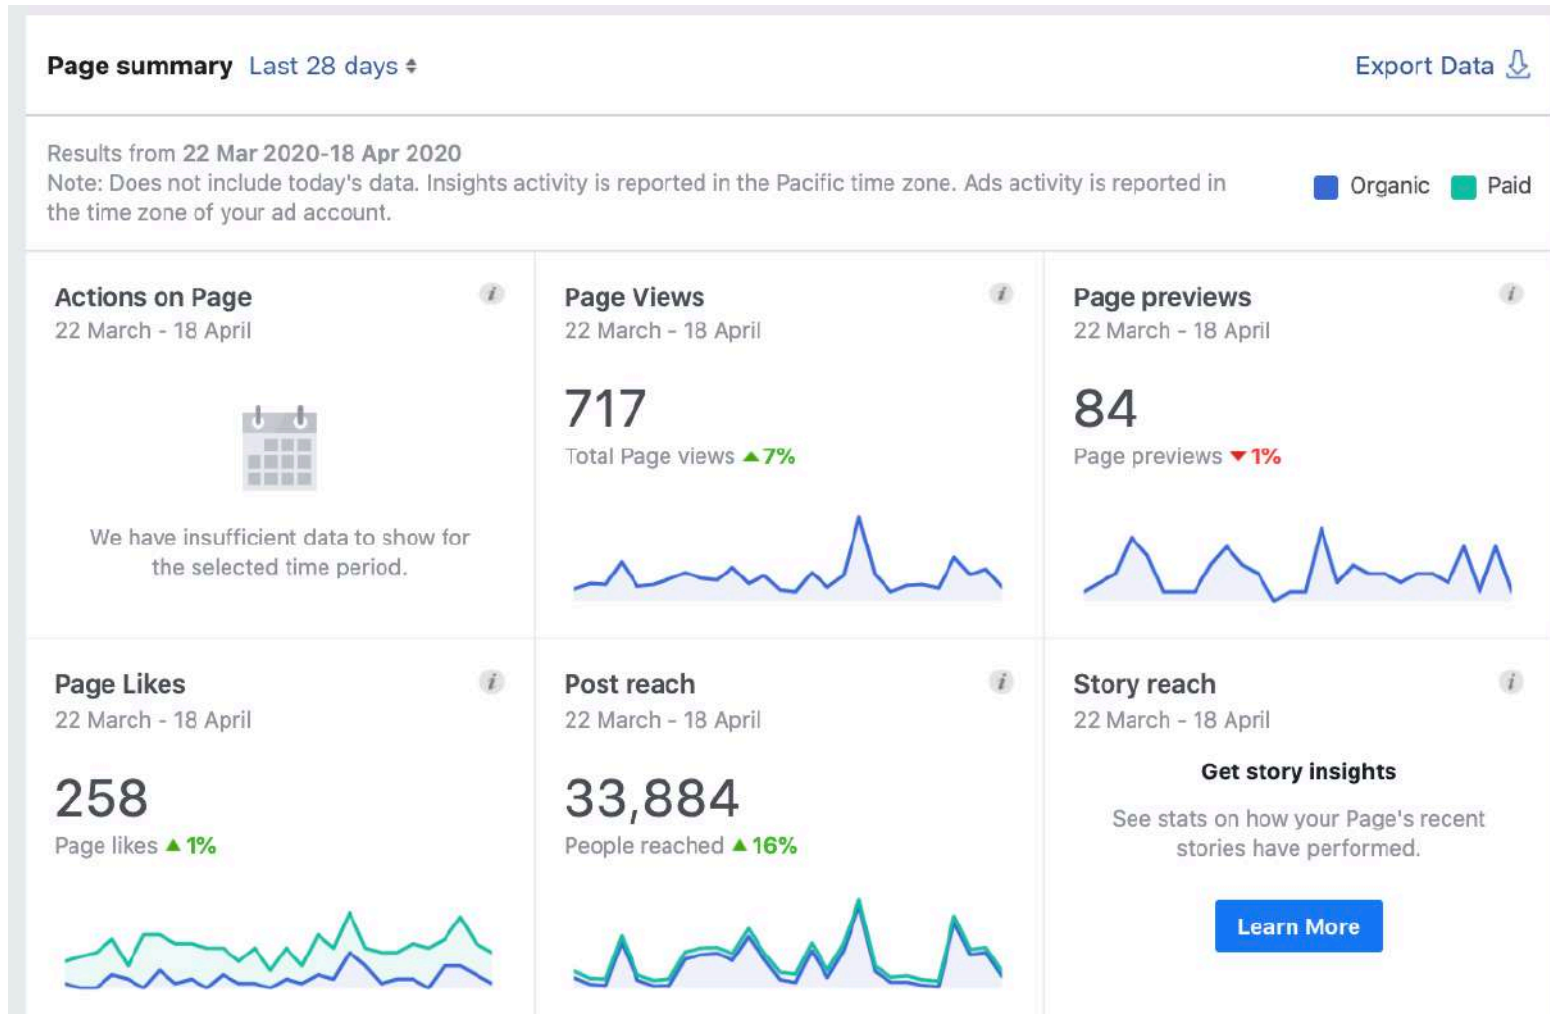 Page summary Last 28 days
Export Data
Results from 22 Mar 2020-18 Apr 2020
Note: Does not include today's data. Insights activity is reported in the Pacific time zone. Ads activity is reported in
the time zone of your ad account.
Organic Paid
Actions on Page
22 March - 18 April
We have insufficient data to show for
the selected time period.
Page Views
22 March - 18 April
717
Total Page views ▲7%
Page previews
22 March - 18 April
84
Page previews ▼1%
Page Likes
22 March - 18 April
258
Page likes ▲1%
Post reach
22 March - 18 April
33,884
People reached ▲16%
Story reach
22 March - 18 April
Get story insights
See stats on how your Page's recent
stories have performed.
Learn More